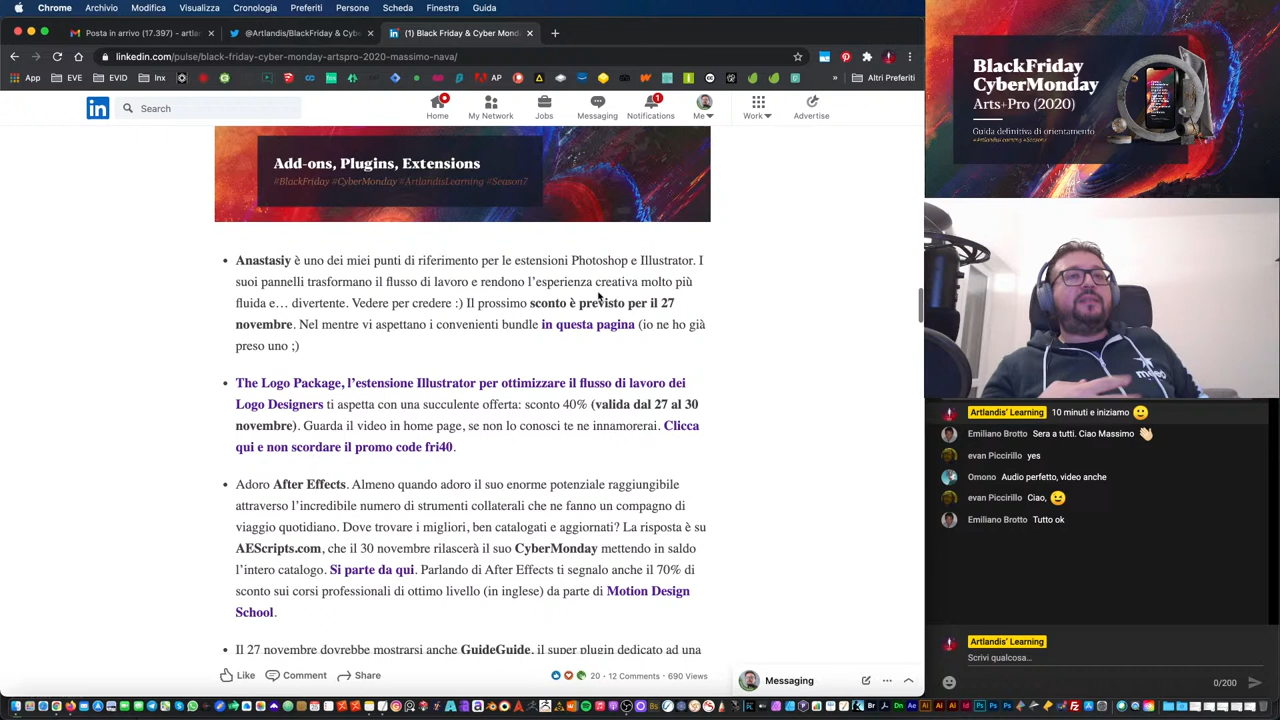 Chrome Archivio Modifica Visualizza Cronologia Preferiti Persone Scheda Finestra Guida
Posta in arrivo (17.397) - artlan
@Artlandis/BlackFriday & Cybe
(1) Black Friday & Cyber Mond
linkedin.com/pulse/black-friday-cybermonday-artspro-2020-massimo-nava/
App EVE EVID Inx AP Altri Preferiti
Search
Home My Network Jobs Messaging Notifications Me Work Advertise
1
Add-ons, Plugins, Extensions
#BlackFriday #CyberMonday #ArtlandisLearning #Season7
• Anastasiy è uno dei miei punti di riferimento per le estensioni Photoshop e Illustrator. I
suoi pannelli trasformano il flusso di lavoro e rendono l'esperienza creativa molto più
fluida e… divertente. Vedere per credere :) Il prossimo sconto è previsto per il 27
novembre. Nel mentre vi aspettano i convenienti bundle in questa pagina (io ne ho già
preso uno ;)
• The Logo Package, l'estensione Illustrator per ottimizzare il flusso di lavoro dei
Logo Designers ti aspetta con una succulente offerta: sconto 40% (valida dal 27 al 30
novembre). Guarda il video in home page, se non lo conosci te ne innamorerai. Clicca
qui e non scordare il promo code fri40.
• Adoro After Effects. Almeno quando adoro il suo enorme potenziale raggiungibile
attraverso l'incredibile numero di strumenti collaterali che ne fanno un compagno di
viaggio quotidiano. Dove trovare i migliori, ben catalogati e aggiornati? La risposta è su
AEScripts.com, che il 30 novembre rilascerà il suo CyberMonday mettendo in saldo
l'intero catalogo. Si parte da qui. Parlando di After Effects ti segnalo anche il 70% di
sconto sui corsi professionali di ottimo livello (in inglese) da parte di Motion Design
School.
• Il 27 novembre dovrebbe mostrarsi anche GuideGuide, il super plugin dedicato ad una
Like Comment Share 20 · 12 Comments · 690 Views
Messaging
BlackFriday
CyberMonday
Arts+Pro (2020)
Guida definitiva di orientamento
Artlandis' Learning 10 minuti e iniziamo 🙂
Emiliano Brotto Sera a tutti. Ciao Massimo 👋🏻
evan Piccirillo yes
Omono Audio perfetto, video anche
evan Piccirillo Ciao, 😉
Emiliano Brotto Tutto ok
Artlandis' Learning
Scrivi qualcosa...
0/200